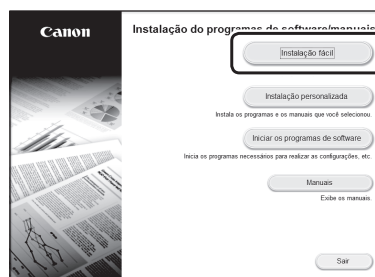 Canon
Instalação do programas de software/manuais
Instalação fácil
Instalação personalizada
Instala os programas e os manuais que você selecionou.
Iniciar os programas de software
Inicia os programas necessários para realizar as configurações, etc.
Manuais
Exibe os manuais.
Sair